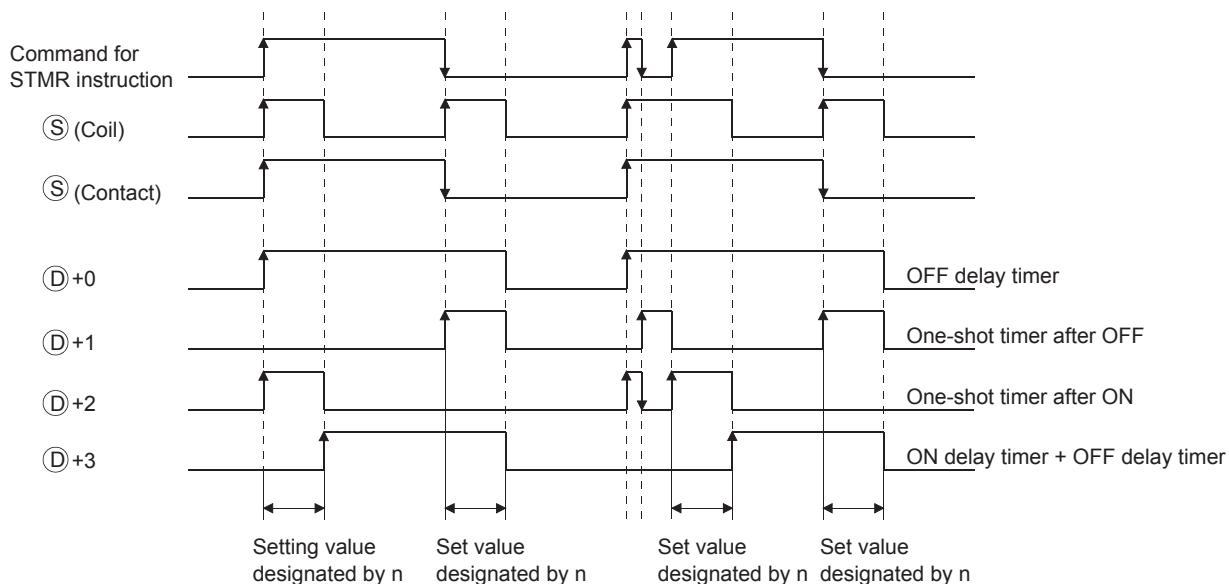 Command for
STMR instruction
Ⓢ (Coil)
Ⓢ (Contact)
Ⓓ+0
OFF delay timer
Ⓓ+1
One-shot timer after OFF
Ⓓ+2
One-shot timer after ON
Ⓓ+3
ON delay timer + OFF delay timer
Setting value
designated by n
Set value
designated by n
Set value
designated by n
Set value
designated by n